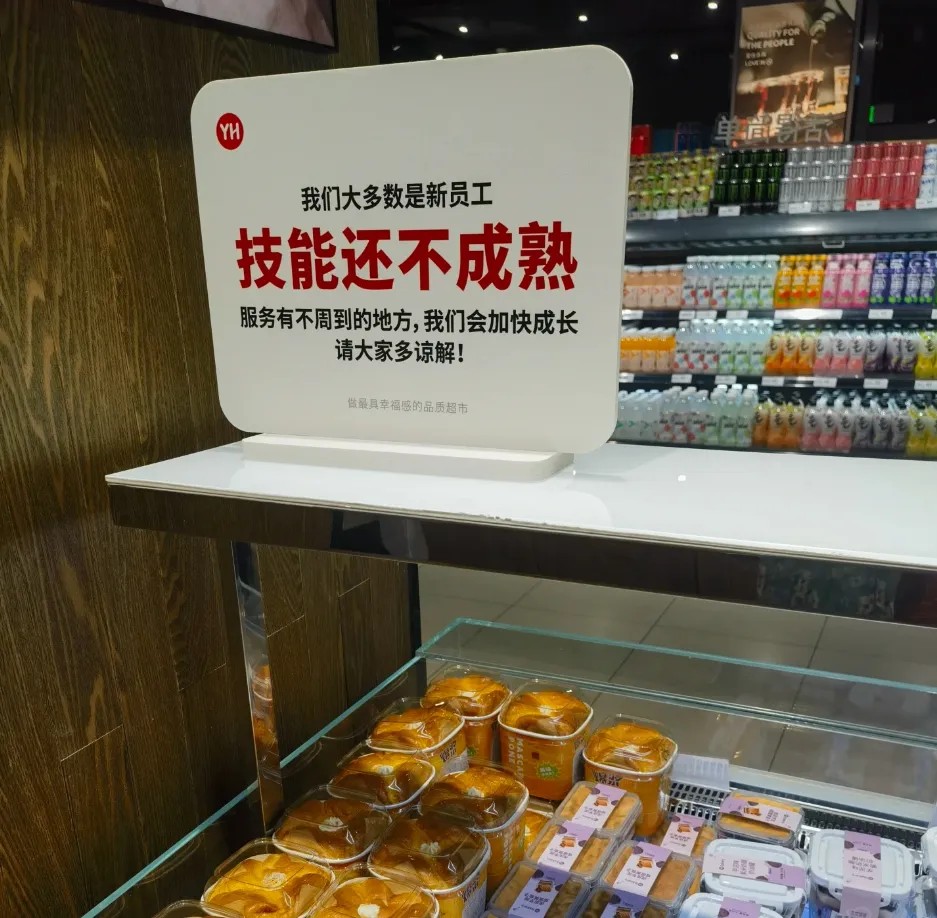 YH
我们大多数是新员工
技能还不成熟
服务有不周到的地方,我们会加快成长
请大家多谅解!
做最具幸福感的品质超市
QUALITY FOR
THE PEOPLE